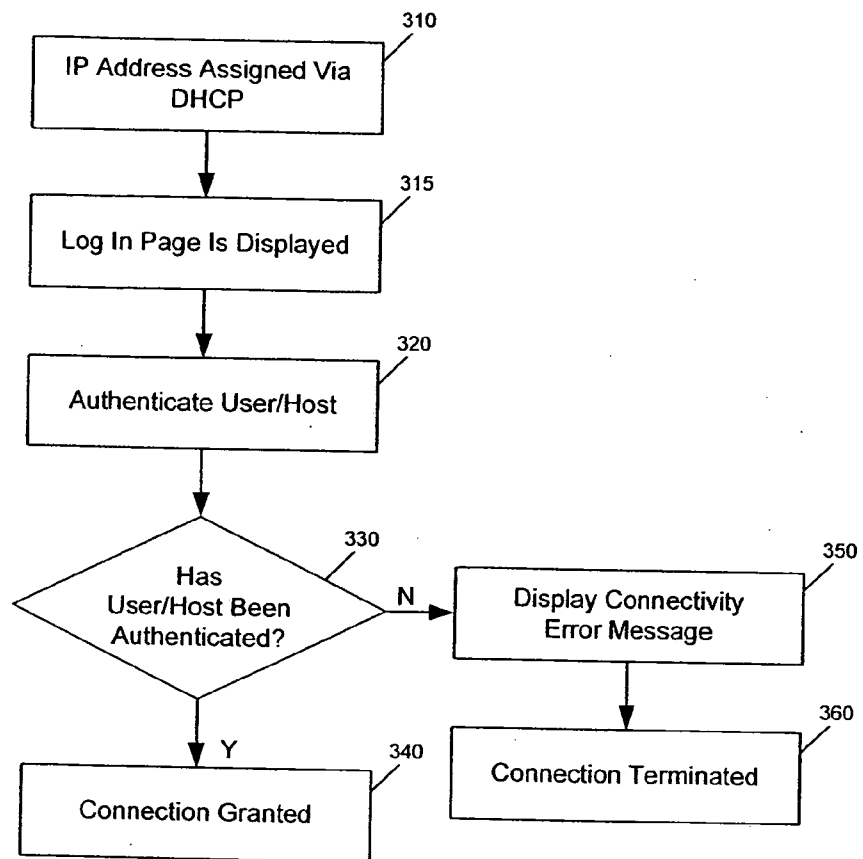 310
IP Address Assigned Via
DHCP
315
Log In Page Is Displayed
320
Authenticate User/Host
330
Has
User/Host Been
Authenticated?
N
350
Display Connectivity
Error Message
Y
340
Connection Granted
360
Connection Terminated